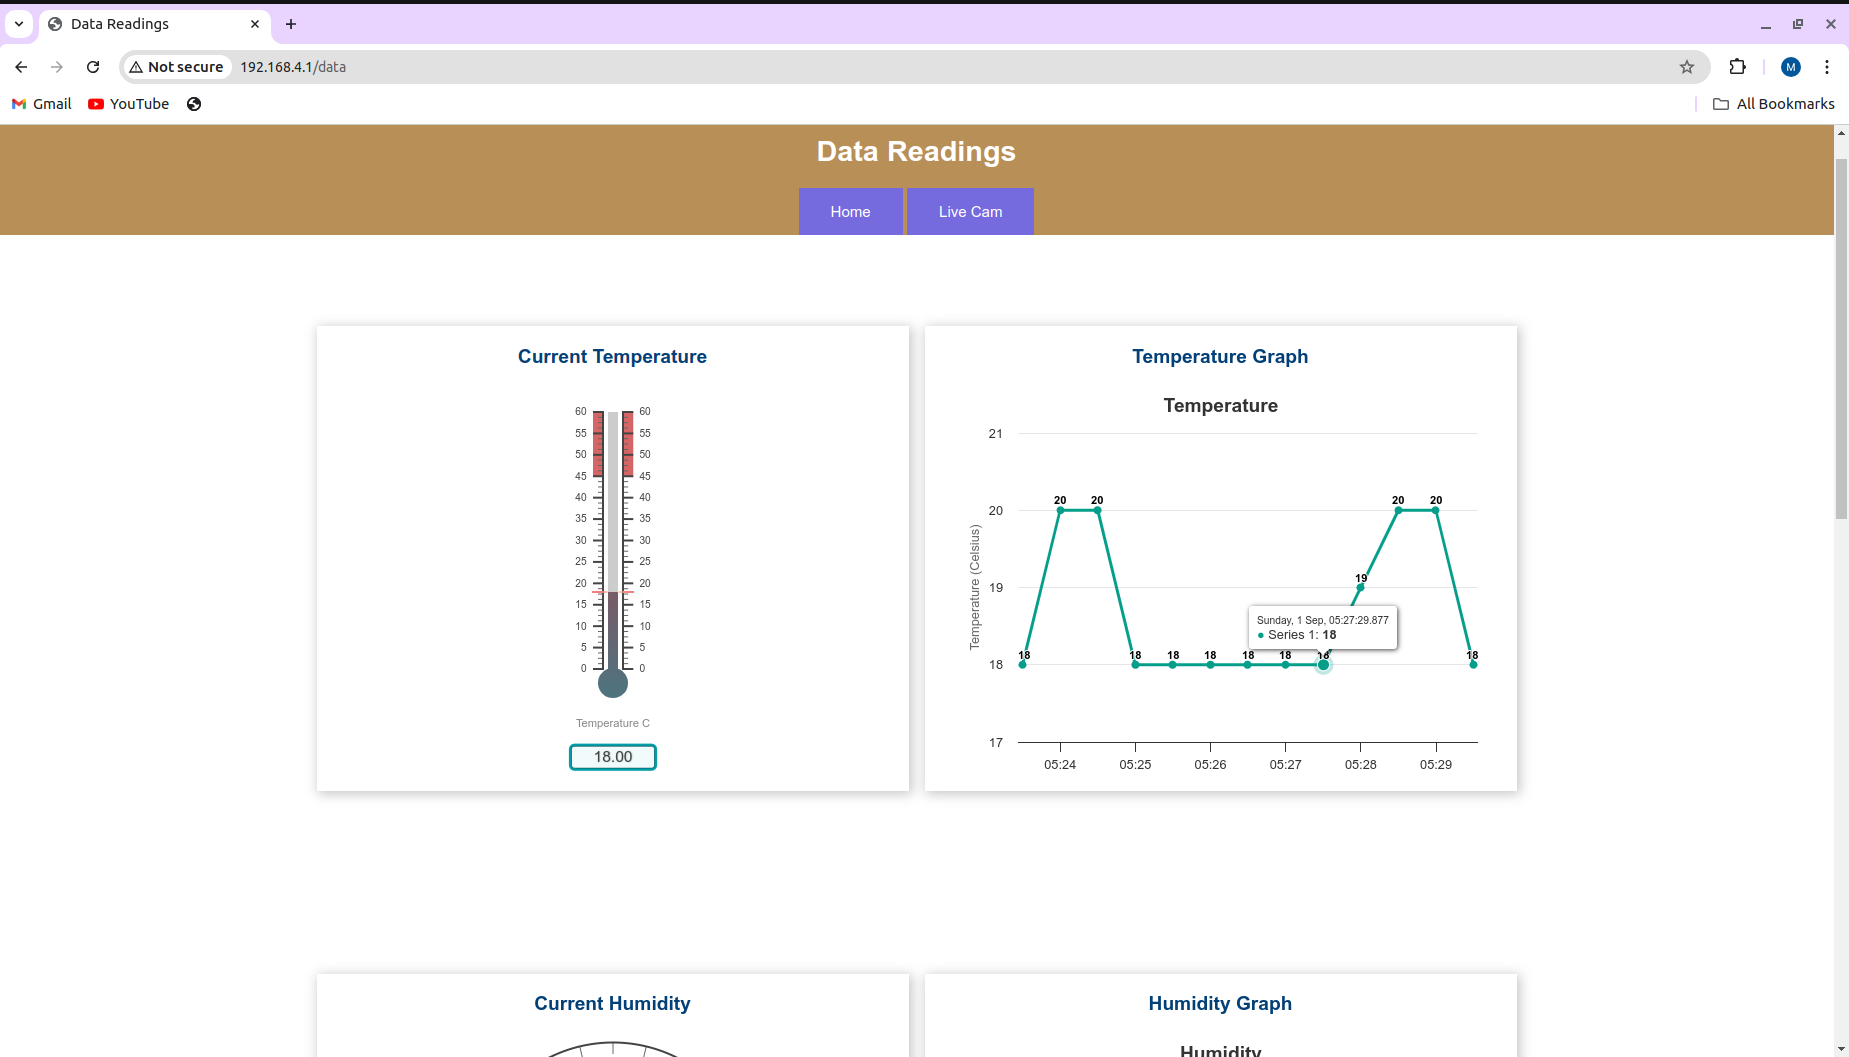 Data Readings
Not secure 192.168.4.1/data
M
Gmail YouTube All Bookmarks
Data Readings
Home Live Cam
Current Temperature
60 60
55 55
50 50
45 45
40 40
35 35
30 30
25 25
20 20
15 15
10 10
5 5
0 0
Temperature C
18.00
Temperature Graph
Temperature
Temperature (Celsius)
21
20
19
18
17
18 20 20 18 18 18 18 18 18 19 20 20 18
Sunday, 1 Sep, 05:27:29.877
Series 1: 18
05:24 05:25 05:26 05:27 05:28 05:29
Current Humidity
Humidity Graph
Humidity